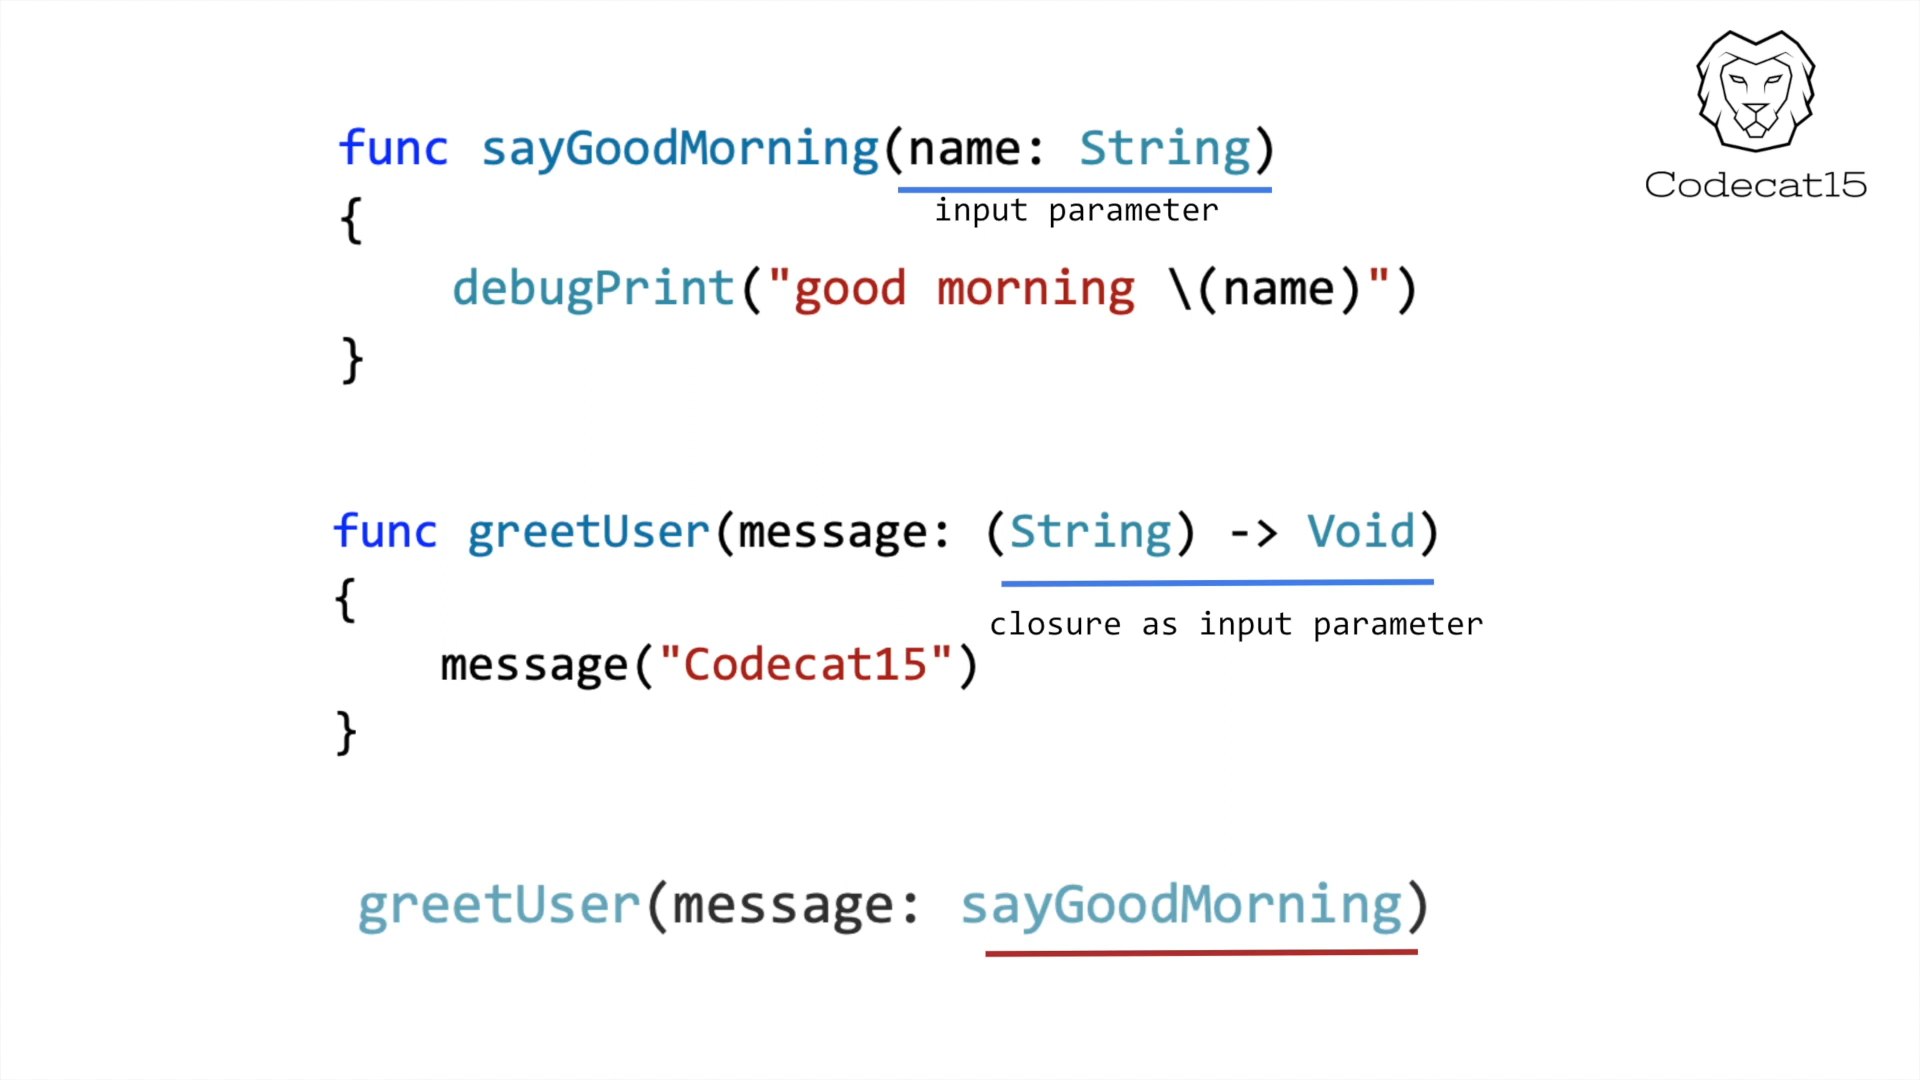 Codecat15
func sayGoodMorning(name: String)
input parameter
{
debugPrint("good morning \(name)")
}
func greetUser(message: (String) -> Void)
{
closure as input parameter
message("Codecat15")
}
greetUser(message: sayGoodMorning)